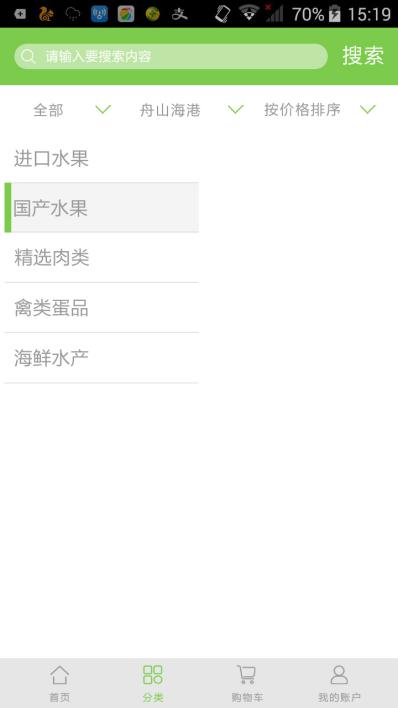 70% 15:19
请输入要搜索内容 搜索
全部 舟山海港 按价格排序
进口水果
国产水果
精选肉类
禽类蛋品
海鲜水产
首页 分类 购物车 我的账户